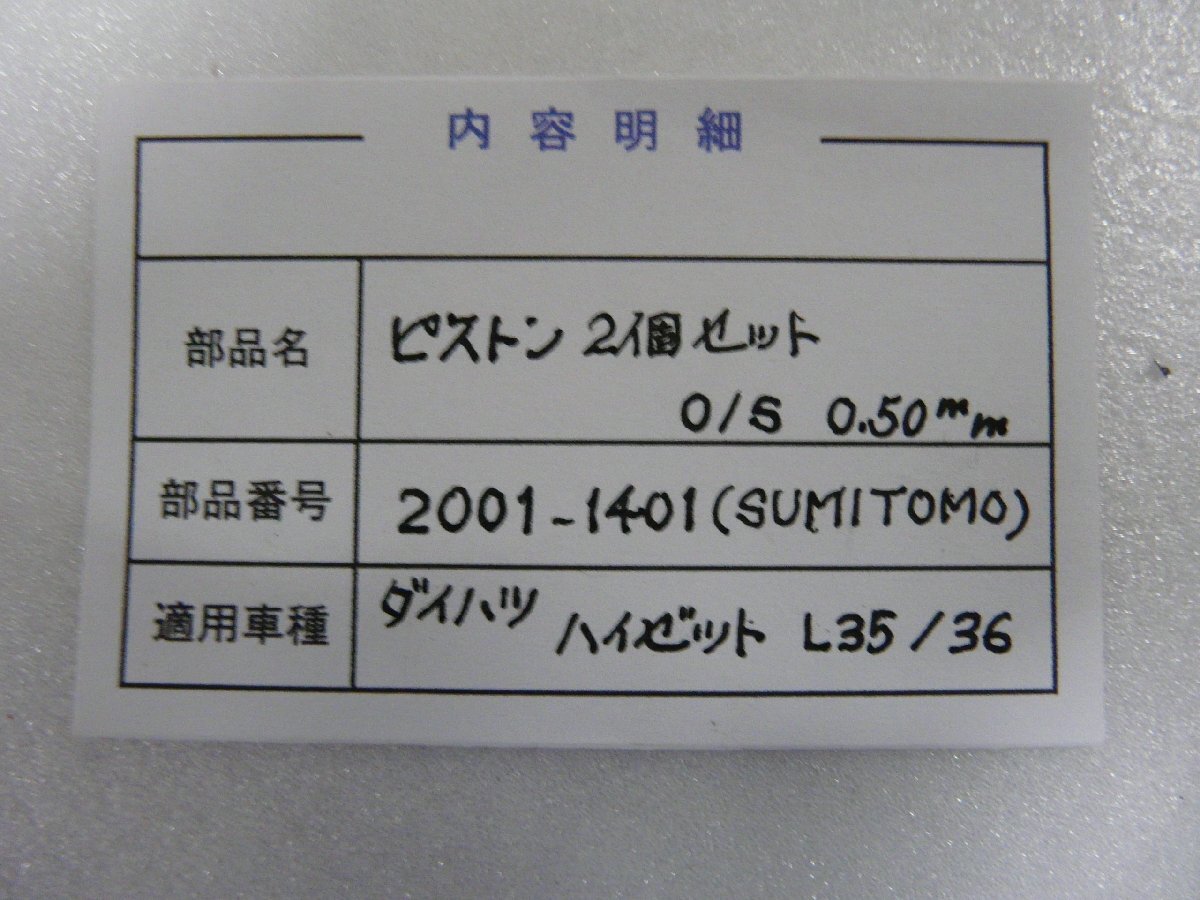 内容明細
部品名
ピストン 2個セット
O/S 0.50mm
部品番号
2001-1401(SUMITOMO)
適用車種
ダイハツ
ハイゼット L35/36